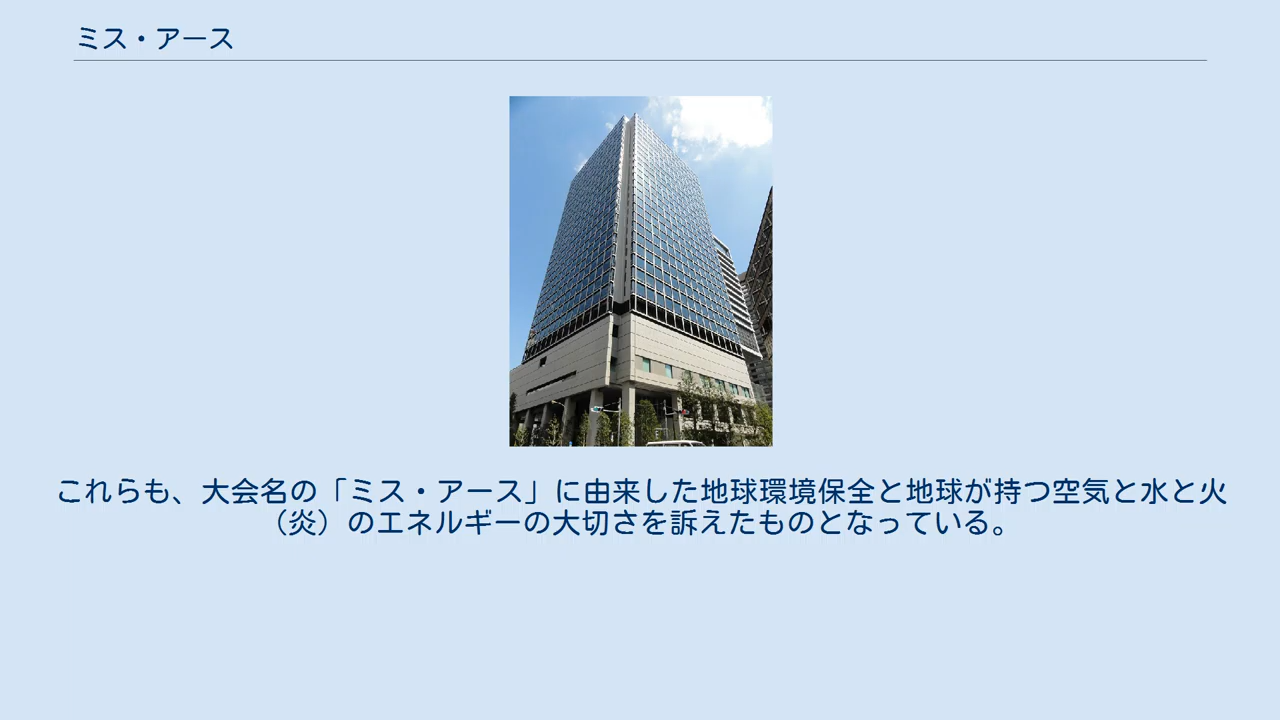 ミス・アース
これらも、大会名の「ミス・アース」に由来した地球環境保全と地球が持つ空気と水と火
（炎）のエネルギーの大切さを訴えたものとなっている。